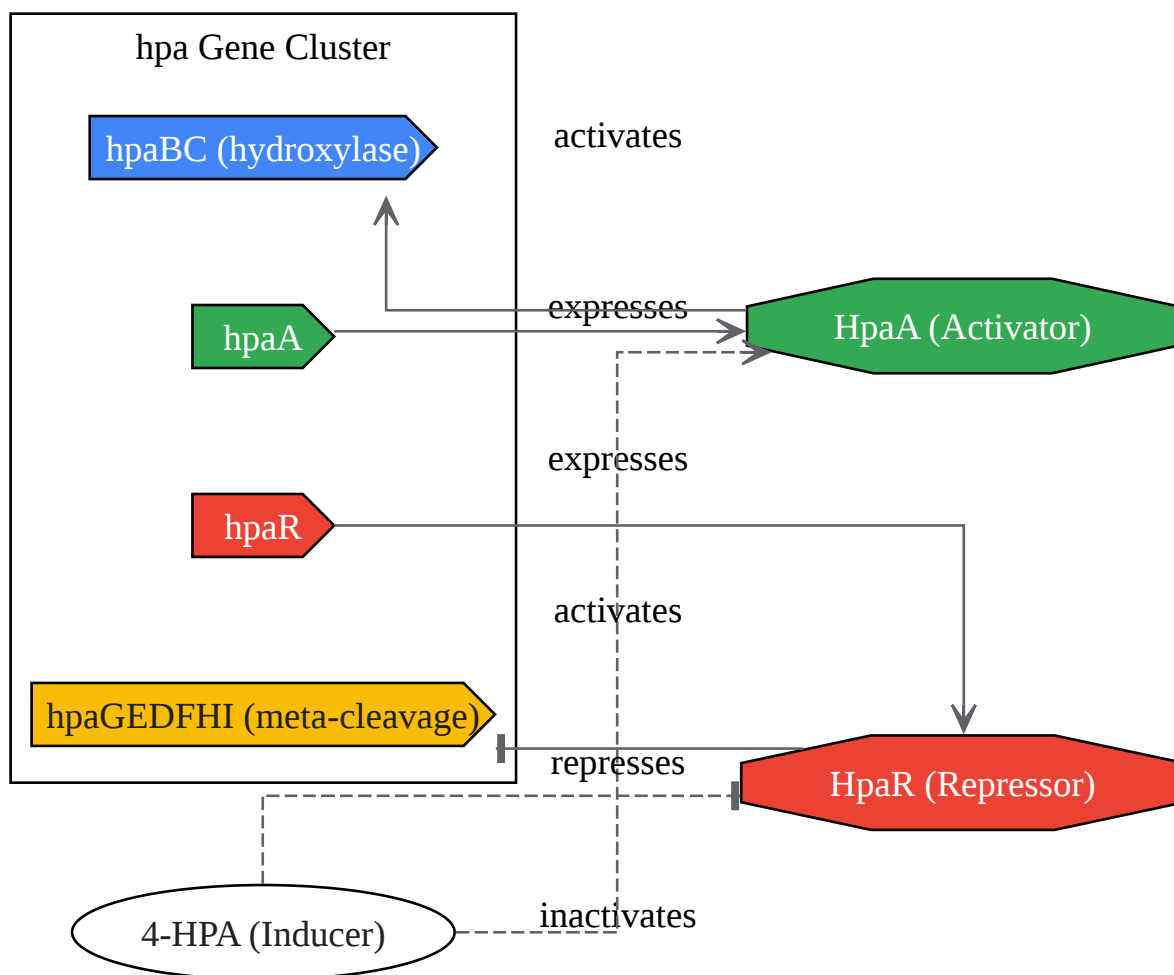 hpa Gene Cluster
hpaBC (hydroxylase)
activates
expresses
hpaA
HpaA (Activator)
expresses
hpaR
activates
hpaGEDFHI (meta-cleavage)
represses
HpaR (Repressor)
inactivates
4-HPA (Inducer)